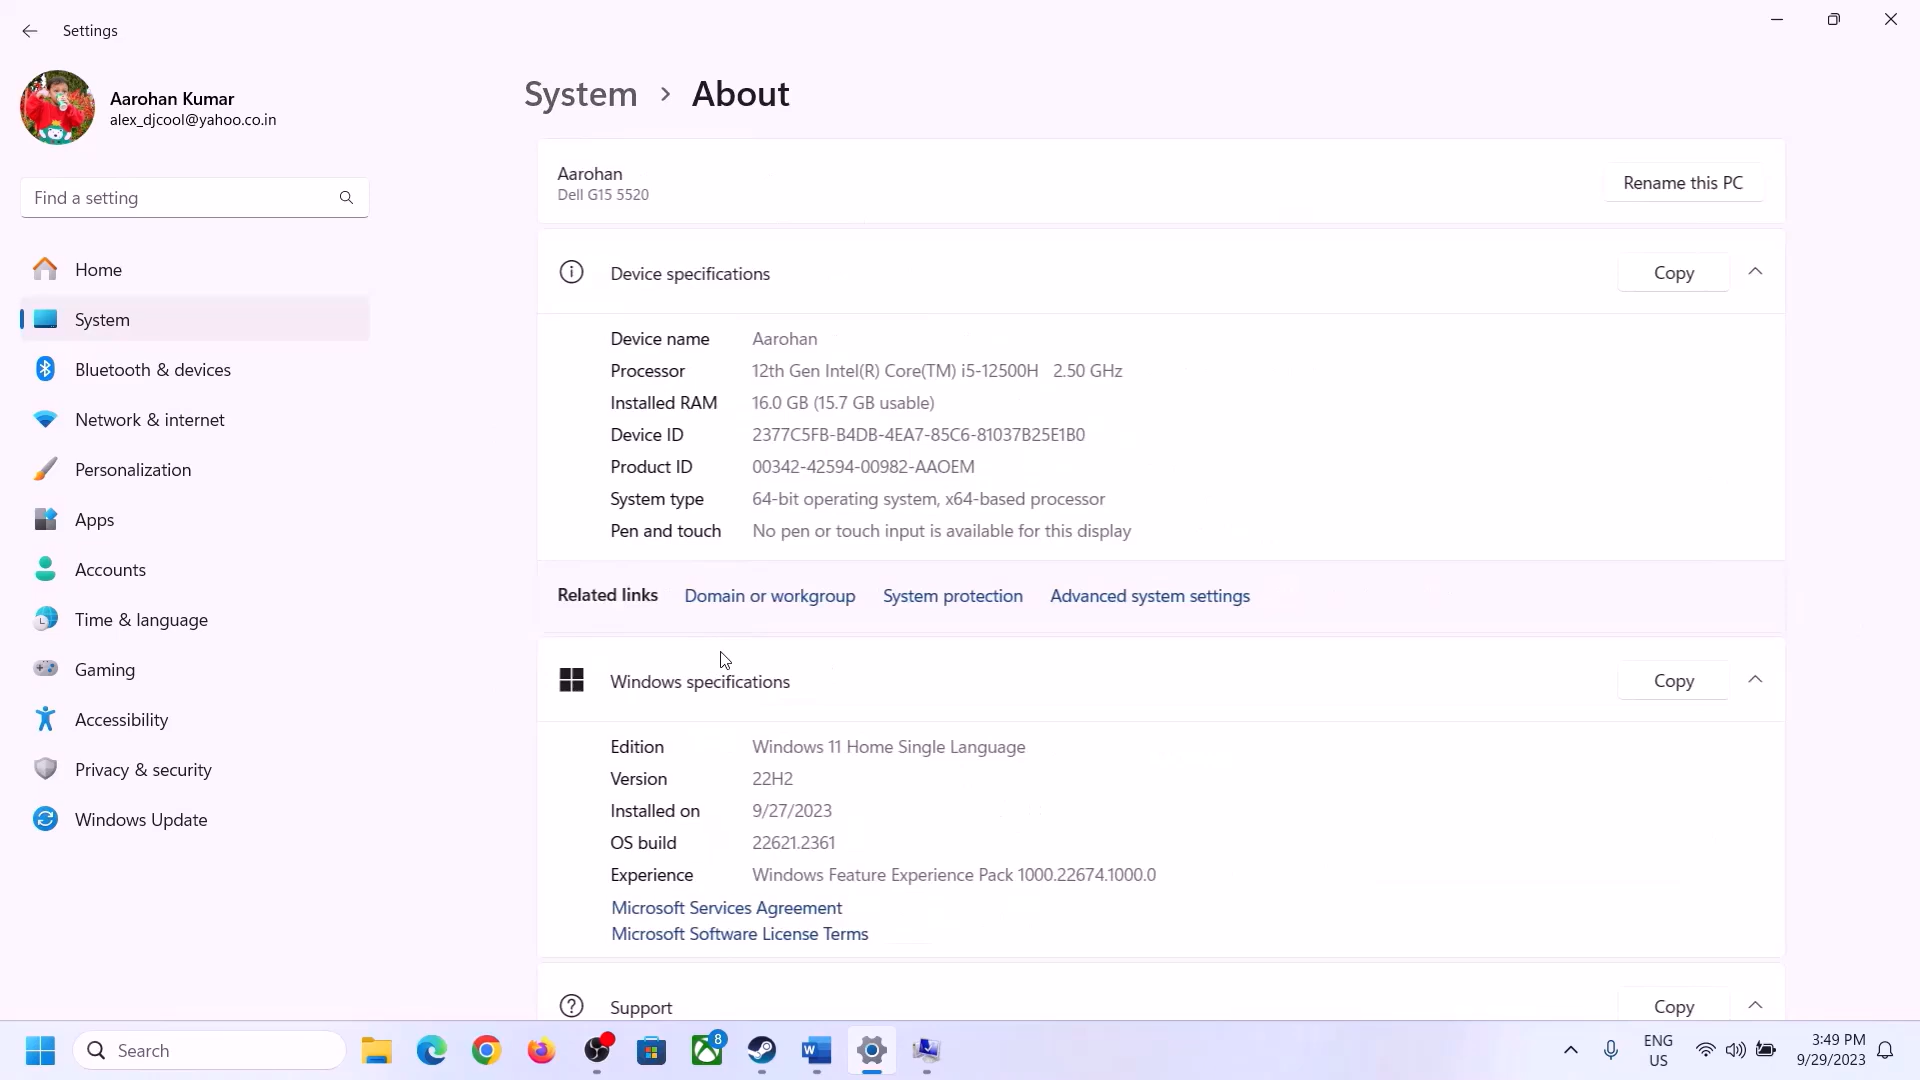 Settings
Aarohan Kumar
alex_djcool@yahoo.co.in
Find a setting
Home
System
Bluetooth & devices
Network & internet
Personalization
Apps
Accounts
Time & language
Gaming
Accessibility
Privacy & security
Windows Update
System > About
Aarohan
Dell G15 5520
Rename this PC
Device specifications
Copy
Device name Aarohan
Processor 12th Gen Intel(R) Core(TM) i5-12500H 2.50 GHz
Installed RAM 16.0 GB (15.7 GB usable)
Device ID 2377C5FB-B4DB-4EA7-85C6-81037B25E1B0
Product ID 00342-42594-00982-AAOEM
System type 64-bit operating system, x64-based processor
Pen and touch No pen or touch input is available for this display
Related links Domain or workgroup System protection Advanced system settings
Windows specifications
Copy
Edition Windows 11 Home Single Language
Version 22H2
Installed on 9/27/2023
OS build 22621.2361
Experience Windows Feature Experience Pack 1000.22674.1000.0
Microsoft Services Agreement
Microsoft Software License Terms
Support
Copy
Search
8
W
ENG
US
3:49 PM
9/29/2023